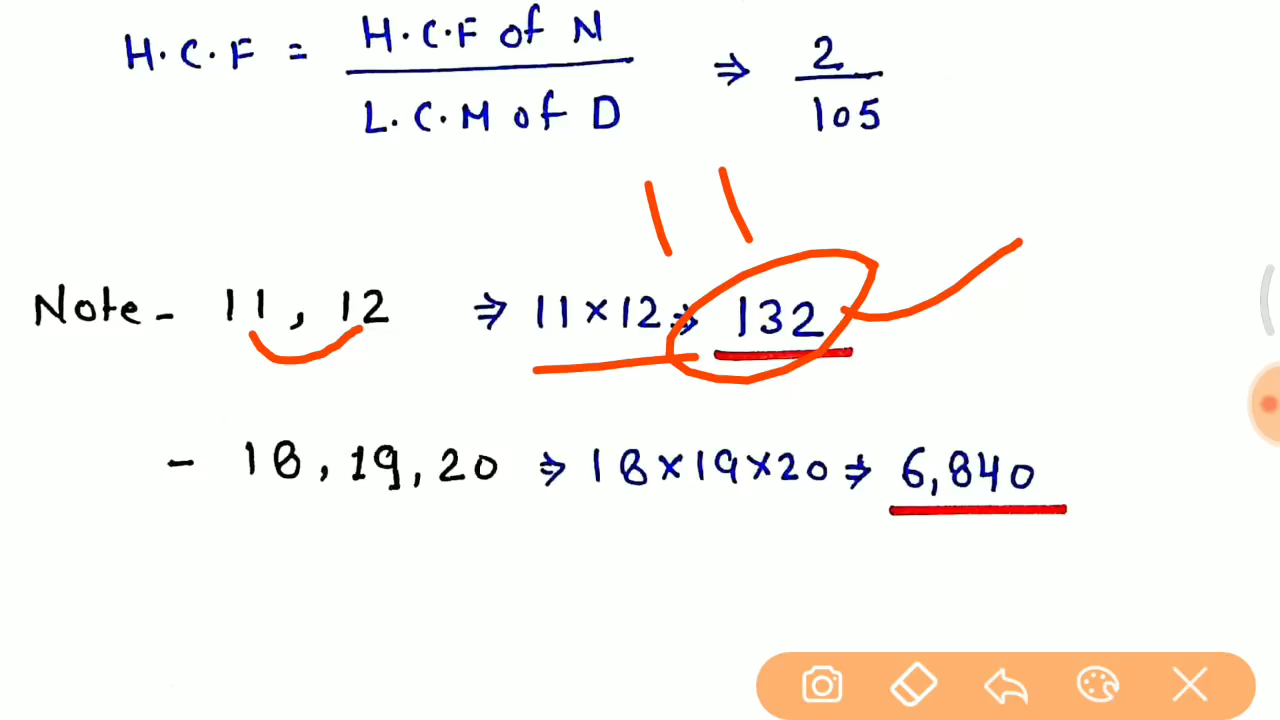 H.C.F = H.C.F of N / L.C.M of D ⇒ 2 / 105
Note - 11, 12 ⇒ 11×12 ⇒ 132
- 18, 19, 20 ⇒ 18×19×20 ⇒ 6,840